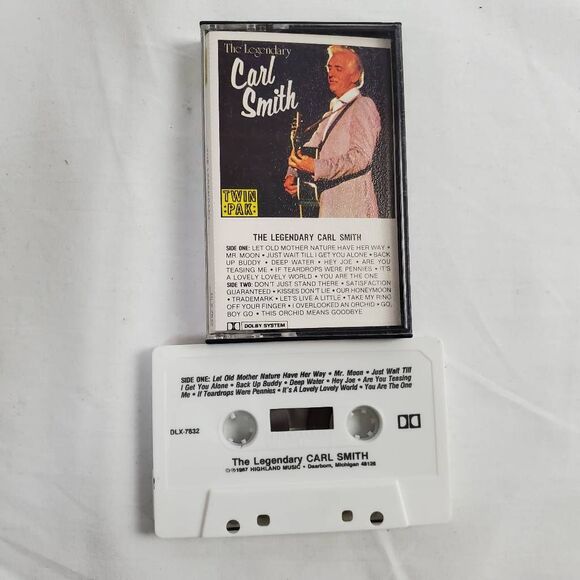 The Legendary
Carl
Smith
TWIN
:PAK:
THE LEGENDARY CARL SMITH
SIDE ONE: LET OLD MOTHER NATURE HAVE HER WAY •
MR. MOON • JUST WAIT TILL I GET YOU ALONE • BACK
UP BUDDY • DEEP WATER • HEY JOE • ARE YOU
TEASING ME • IF TEARDROPS WERE PENNIES • IT'S
A LOVELY LOVELY WORLD • YOU ARE THE ONE
SIDE TWO: DON'T JUST STAND THERE • SATISFACTION
GUARANTEED • KISSES DON'T LIE • OUR HONEYMOON
• TRADEMARK • LET'S LIVE A LITTLE • TAKE MY RING
OFF YOUR FINGER • I OVERLOOKED AN ORCHID • GO,
BOY GO • THIS ORCHID MEANS GOODBYE
DOLBY SYSTEM
SIDE ONE: Let Old Mother Nature Have Her Way • Mr. Moon • Just Wait Till
I Get You Alone • Back Up Buddy • Deep Water • Hey Joe • Are You Teasing
Me • If Teardrops Were Pennies • It's A Lovely Lovely World • You Are The One
DLX-7832
The Legendary CARL SMITH
©℗1987 HIGHLAND MUSIC • Daarborn, Michigan 48126